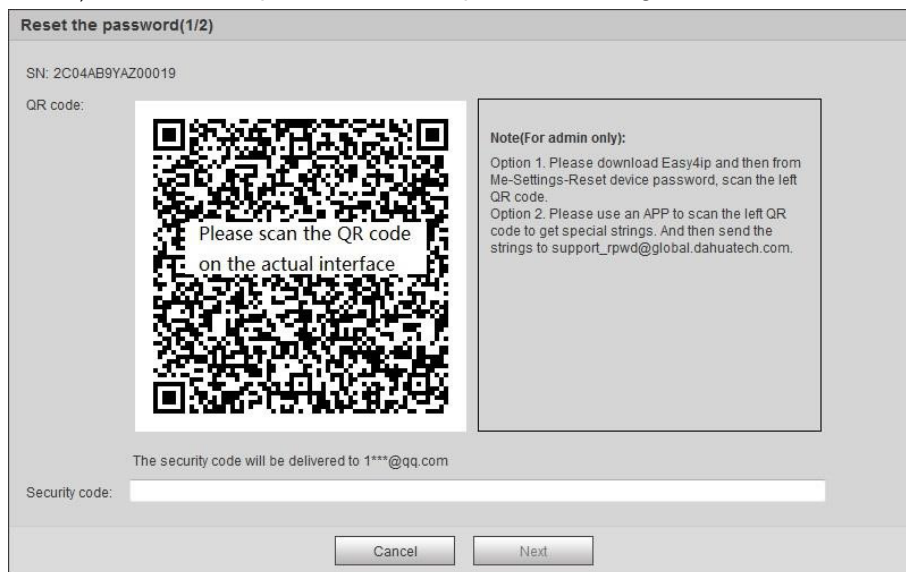 Reset the password(1/2)
SN: 2C04AB9YAZ00019
QR code:
Please scan the QR code
on the actual interface
Note(For admin only):
Option 1. Please download Easy4ip and then from
Me-Settings-Reset device password, scan the left
QR code.
Option 2. Please use an APP to scan the left QR
code to get special strings. And then send the
strings to support_rpwd@global.dahuatech.com.
The security code will be delivered to 1***@qq.com
Security code:
Cancel
Next